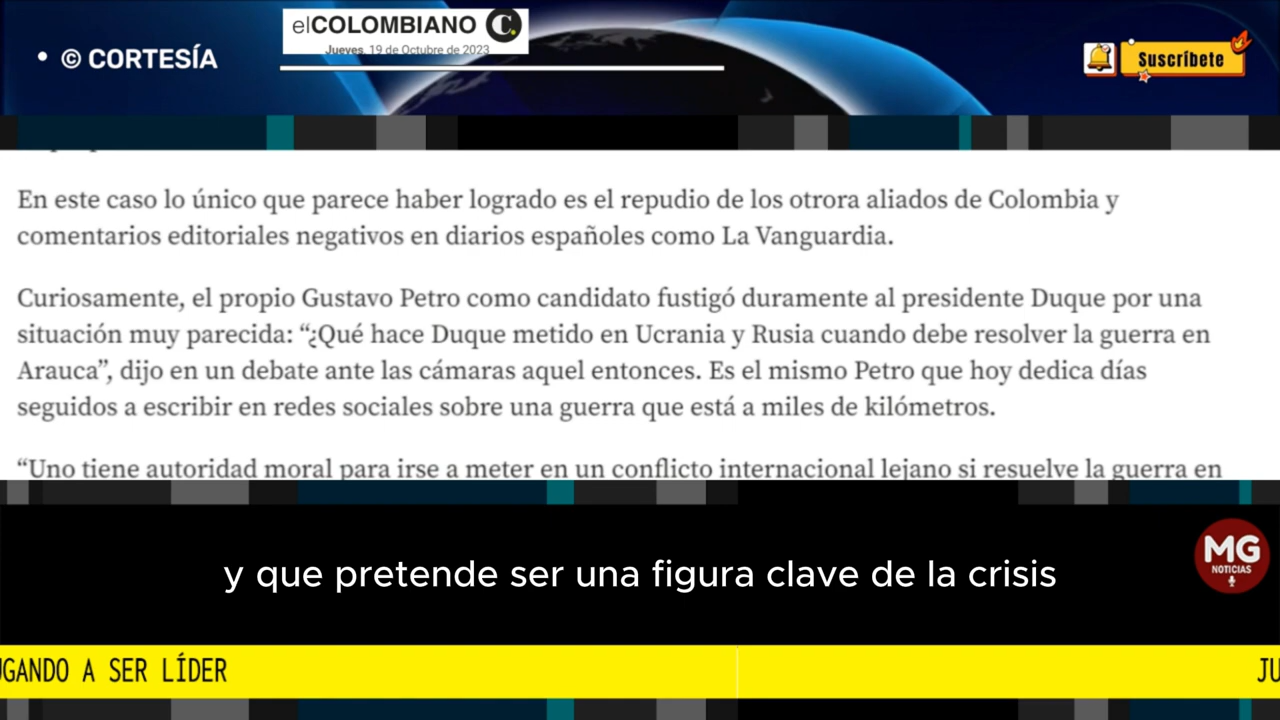 elCOLOMBIANO C.
Jueves, 19 de Octubre de 2023
• © CORTESÍA
Suscríbete
En este caso lo único que parece haber logrado es el repudio de los otrora aliados de Colombia y
comentarios editoriales negativos en diarios españoles como La Vanguardia.
Curiosamente, el propio Gustavo Petro como candidato fustigó duramente al presidente Duque por una
situación muy parecida: “¿Qué hace Duque metido en Ucrania y Rusia cuando debe resolver la guerra en
Arauca”, dijo en un debate ante las cámaras aquel entonces. Es el mismo Petro que hoy dedica días
seguidos a escribir en redes sociales sobre una guerra que está a miles de kilómetros.
“Uno tiene autoridad moral para irse a meter en un conflicto internacional lejano si resuelve la guerra en
y que pretende ser una figura clave de la crisis
MG
NOTICIAS
UGANDO A SER LÍDER
JU